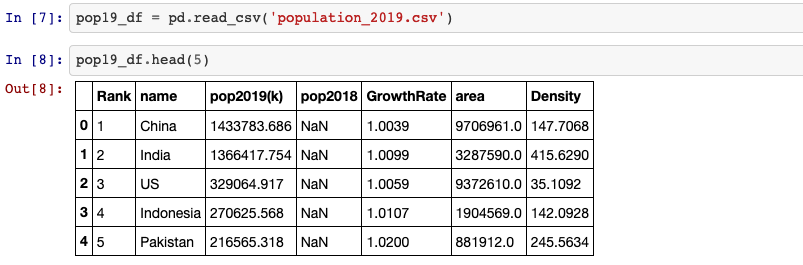 In [7]: pop19_df = pd.read_csv('population_2019.csv')
In [8]: pop19_df.head(5)
Out[8]:
Rank name pop2019(k) pop2018 GrowthRate area Density
0 1 China 1433783.686 NaN 1.0039 9706961.0 147.7068
1 2 India 1366417.754 NaN 1.0099 3287590.0 415.6290
2 3 US 329064.917 NaN 1.0059 9372610.0 35.1092
3 4 Indonesia 270625.568 NaN 1.0107 1904569.0 142.0928
4 5 Pakistan 216565.318 NaN 1.0200 881912.0 245.5634